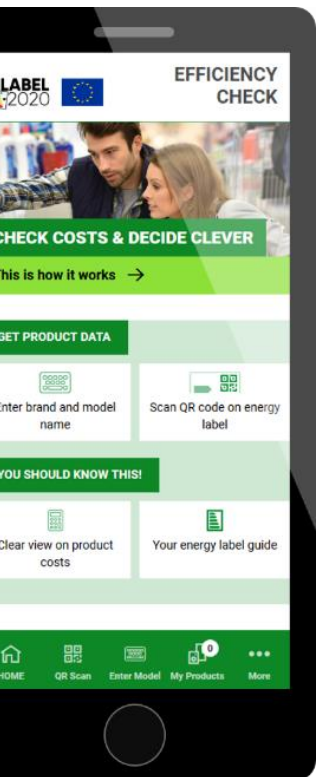 LABEL
2020
EFFICIENCY
CHECK
CHECK COSTS & DECIDE CLEVER
This is how it works →
GET PRODUCT DATA
Enter brand and model
name
Scan QR code on energy
label
YOU SHOULD KNOW THIS!
Clear view on product
costs
Your energy label guide
0
HOME
QR Scan
Enter Model
My Products
More